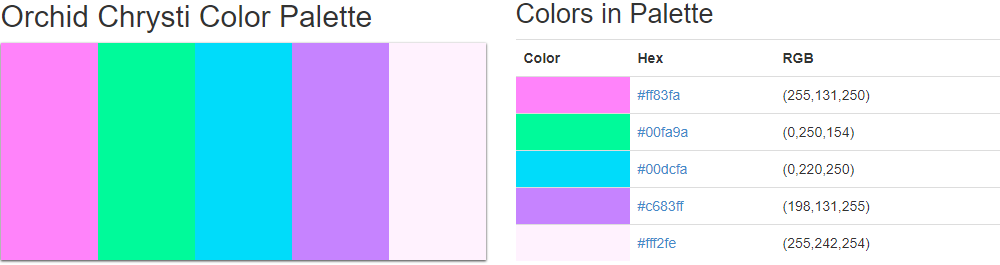 Orchid Chrysti Color Palette
Colors in Palette
Color Hex RGB
#ff83fa (255,131,250)
#00fa9a (0,250,154)
#00dcfa (0,220,250)
#c683ff (198,131,255)
#fff2fe (255,242,254)